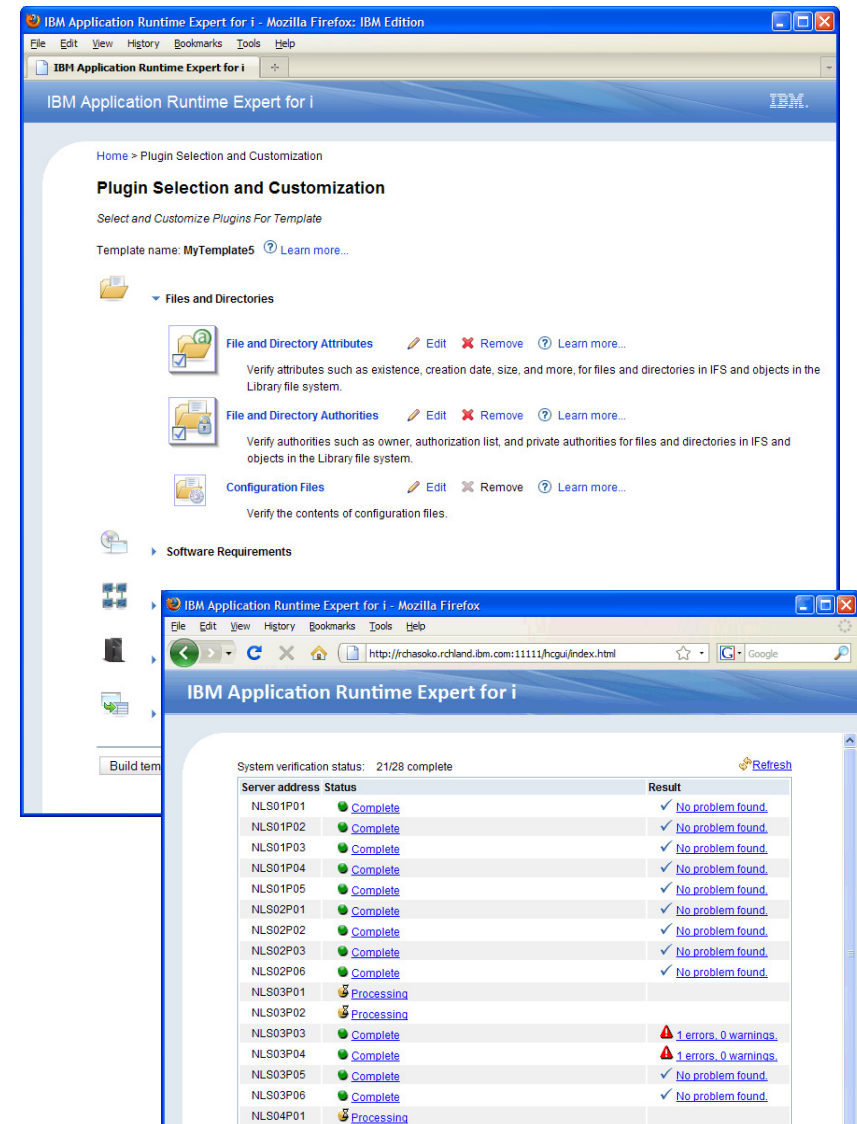 IBM Application Runtime Expert for i - Mozilla Firefox: IBM Edition
File Edit View History Bookmarks Tools Help
IBM Application Runtime Expert for i
IBM Application Runtime Expert for i IBM.
Home > Plugin Selection and Customization
Plugin Selection and Customization
Select and Customize Plugins For Template
Template name: MyTemplate5 ? Learn more...
Files and Directories
File and Directory Attributes Edit Remove ? Learn more...
Verify attributes such as existence, creation date, size, and more, for files and directories in IFS and objects in the
Library file system.
File and Directory Authorities Edit Remove ? Learn more...
Verify authorities such as owner, authorization list, and private authorities for files and directories in IFS and
objects in the Library file system.
Configuration Files Edit Remove ? Learn more...
Verify the contents of configuration files.
Software Requirements
Build tem
IBM Application Runtime Expert for i - Mozilla Firefox
File Edit View History Bookmarks Tools Help
http://rchasoko.rchland.ibm.com:11111/hcgui/index.html G Google
IBM Application Runtime Expert for i
System verification status: 21/28 complete Refresh
Server address Status Result
NLS01P01 Complete No problem found.
NLS01P02 Complete No problem found.
NLS01P03 Complete No problem found.
NLS01P04 Complete No problem found.
NLS01P05 Complete No problem found.
NLS02P01 Complete No problem found.
NLS02P02 Complete No problem found.
NLS02P03 Complete No problem found.
NLS02P06 Complete No problem found.
NLS03P01 Processing
NLS03P02 Processing
NLS03P03 Complete 1 errors, 0 warnings.
NLS03P04 Complete 1 errors, 0 warnings.
NLS03P05 Complete No problem found.
NLS03P06 Complete No problem found.
NLS04P01 Processing